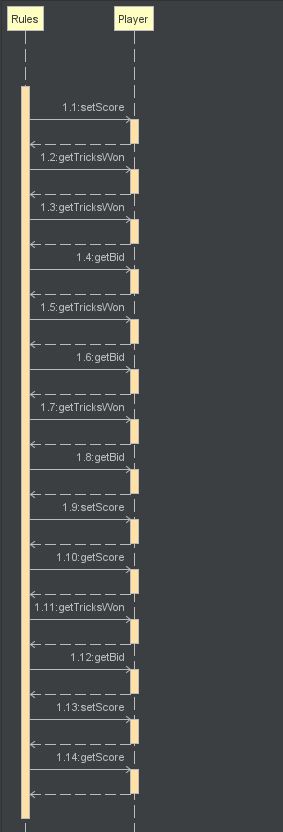 Rules Player
1.1:setScore
1.2:getTricksWon
1.3:getTricksWon
1.4:getBid
1.5:getTricksWon
1.6:getBid
1.7:getTricksWon
1.8:getBid
1.9:setScore
1.10:getScore
1.11:getTricksWon
1.12:getBid
1.13:setScore
1.14:getScore